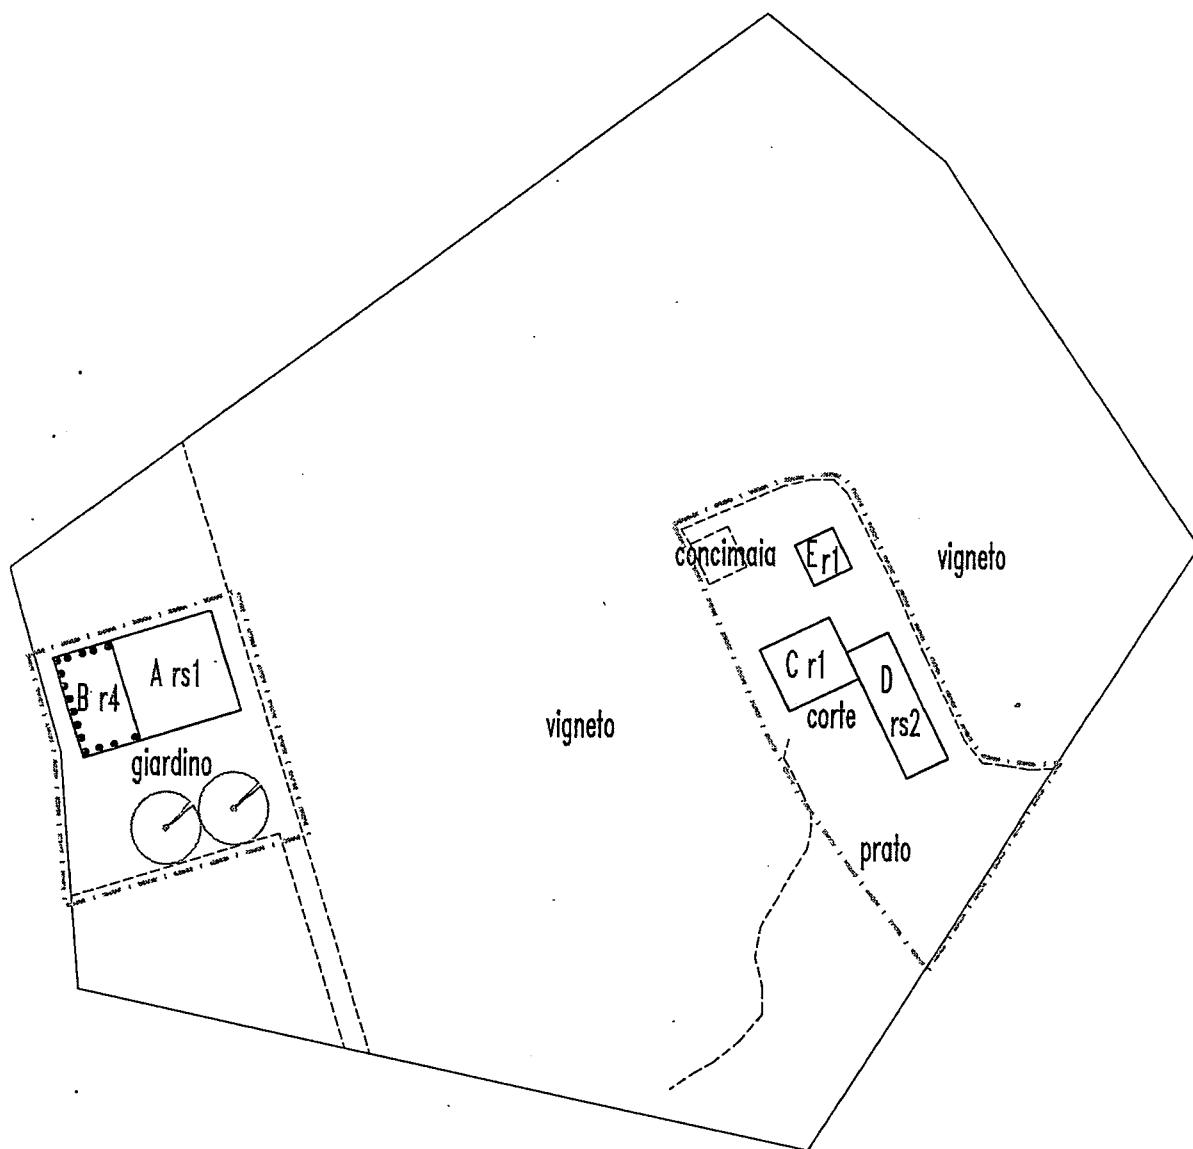 concimaia
E r1
vigneto
A rs1
B r4
C r1
D
rs2
corte
vigneto
giardino
prato